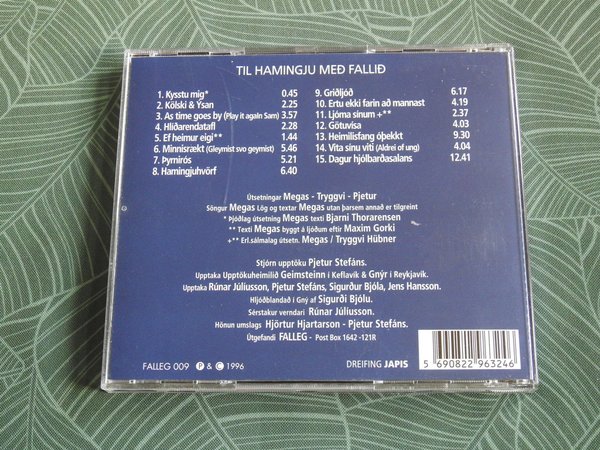 TIL HAMINGJU MEÐ FALLIÐ
1. Kysstu mig* 0.45
2. Kölski & Ýsan 2.25
3. As time goes by (Play it again Sam) 3.57
4. Hlíðarendatafl 2.28
5. Ef heimur eigi** 1.44
6. Minnisrækt (Gleymist svo geymist) 5.46
7. Þyrnirós 5.21
8. Hamingjuhvörf 6.40
9. Griðljóð 6.17
10. Ertu ekki farin að mannast 4.19
11. Ljóma sínum +** 2.37
12. Götuvísa 4.03
13. Heimilisfang óþekkt 9.30
14. Vita sínu viti (Aldrei of ung) 4.04
15. Dagur hjólbarðasalans 12.41
Útsetningar Megas - Tryggvi - Pjetur
Söngur Megas Lög og textar Megas utan þarsem annað er tilgreint
* Þjóðlag útsetning Megas texti Bjarni Thorarensen
** Texti Megas byggt á ljóðum eftir Maxim Gorki
+** Erl.sálmalag útsetn. Megas / Tryggvi Hübner
Stjórn upptöku Pjetur Stefáns.
Upptaka Upptökuheimilið Geimsteinn í Keflavík & Gnýr í Reykjavík.
Upptaka Rúnar Júlíusson, Pjetur Stefáns, Sigurður Bjóla, Jens Hansson.
Hljóðblandað í Gný af Sigurði Bjólu.
Sérstakur verndari Rúnar Júlíusson.
Hönun umslags Hjörtur Hjartarson - Pjetur Stefáns.
Útgefandi FALLEG - Post Box 1642 -121R
FALLEG 009 ℗ & © 1996
DREIFING JAPIS
5 690822 963246